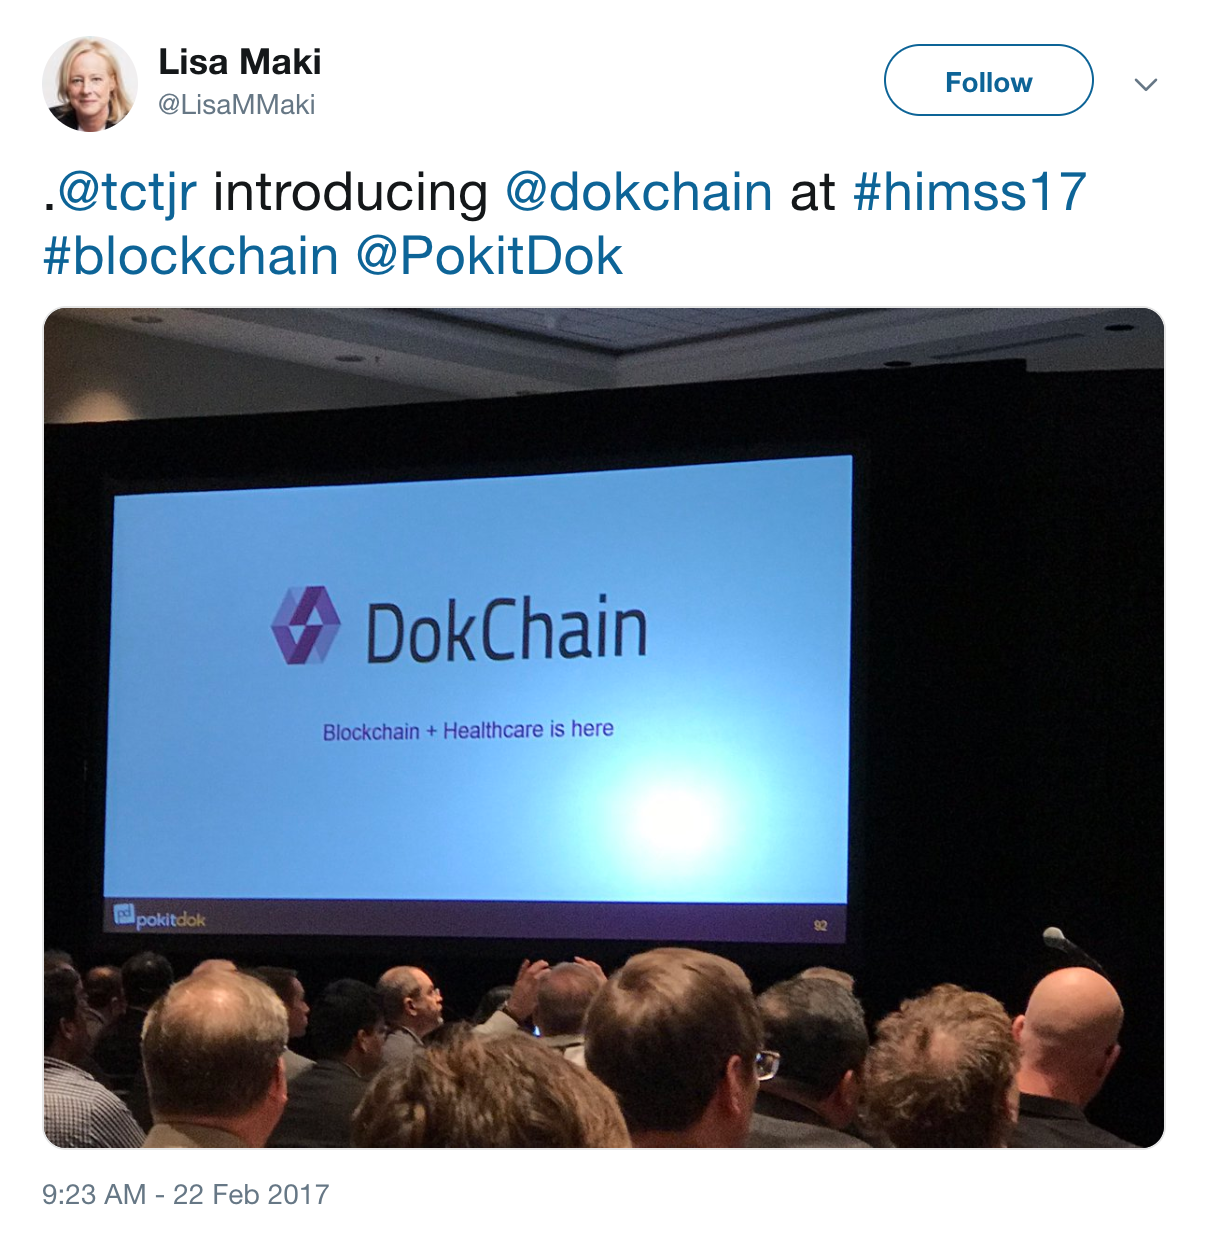 Lisa Maki
@LisaMMaki
Follow
.@tctjr introducing @dokchain at #himss17
#blockchain @PokitDok
DokChain
Blockchain + Healthcare is here
pd pokitdok
92
9:23 AM - 22 Feb 2017